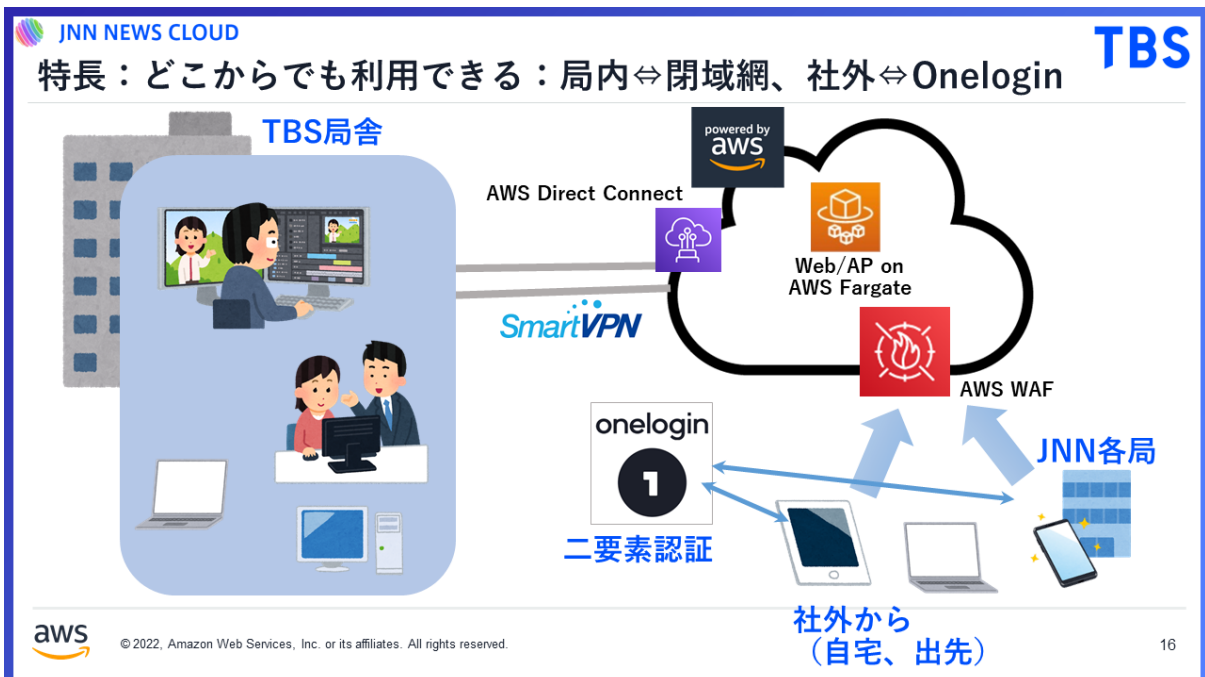 JNN NEWS CLOUD
TBS
特長：どこからでも利用できる：局内⇔閉域網、社外⇔Onelogin
TBS局舎
powered by
aws
AWS Direct Connect
Web/AP on
AWS Fargate
SmartVPN
AWS WAF
onelogin
1
二要素認証
JNN各局
社外から
（自宅、出先）
aws
© 2022, Amazon Web Services, Inc. or its affiliates. All rights reserved.
16